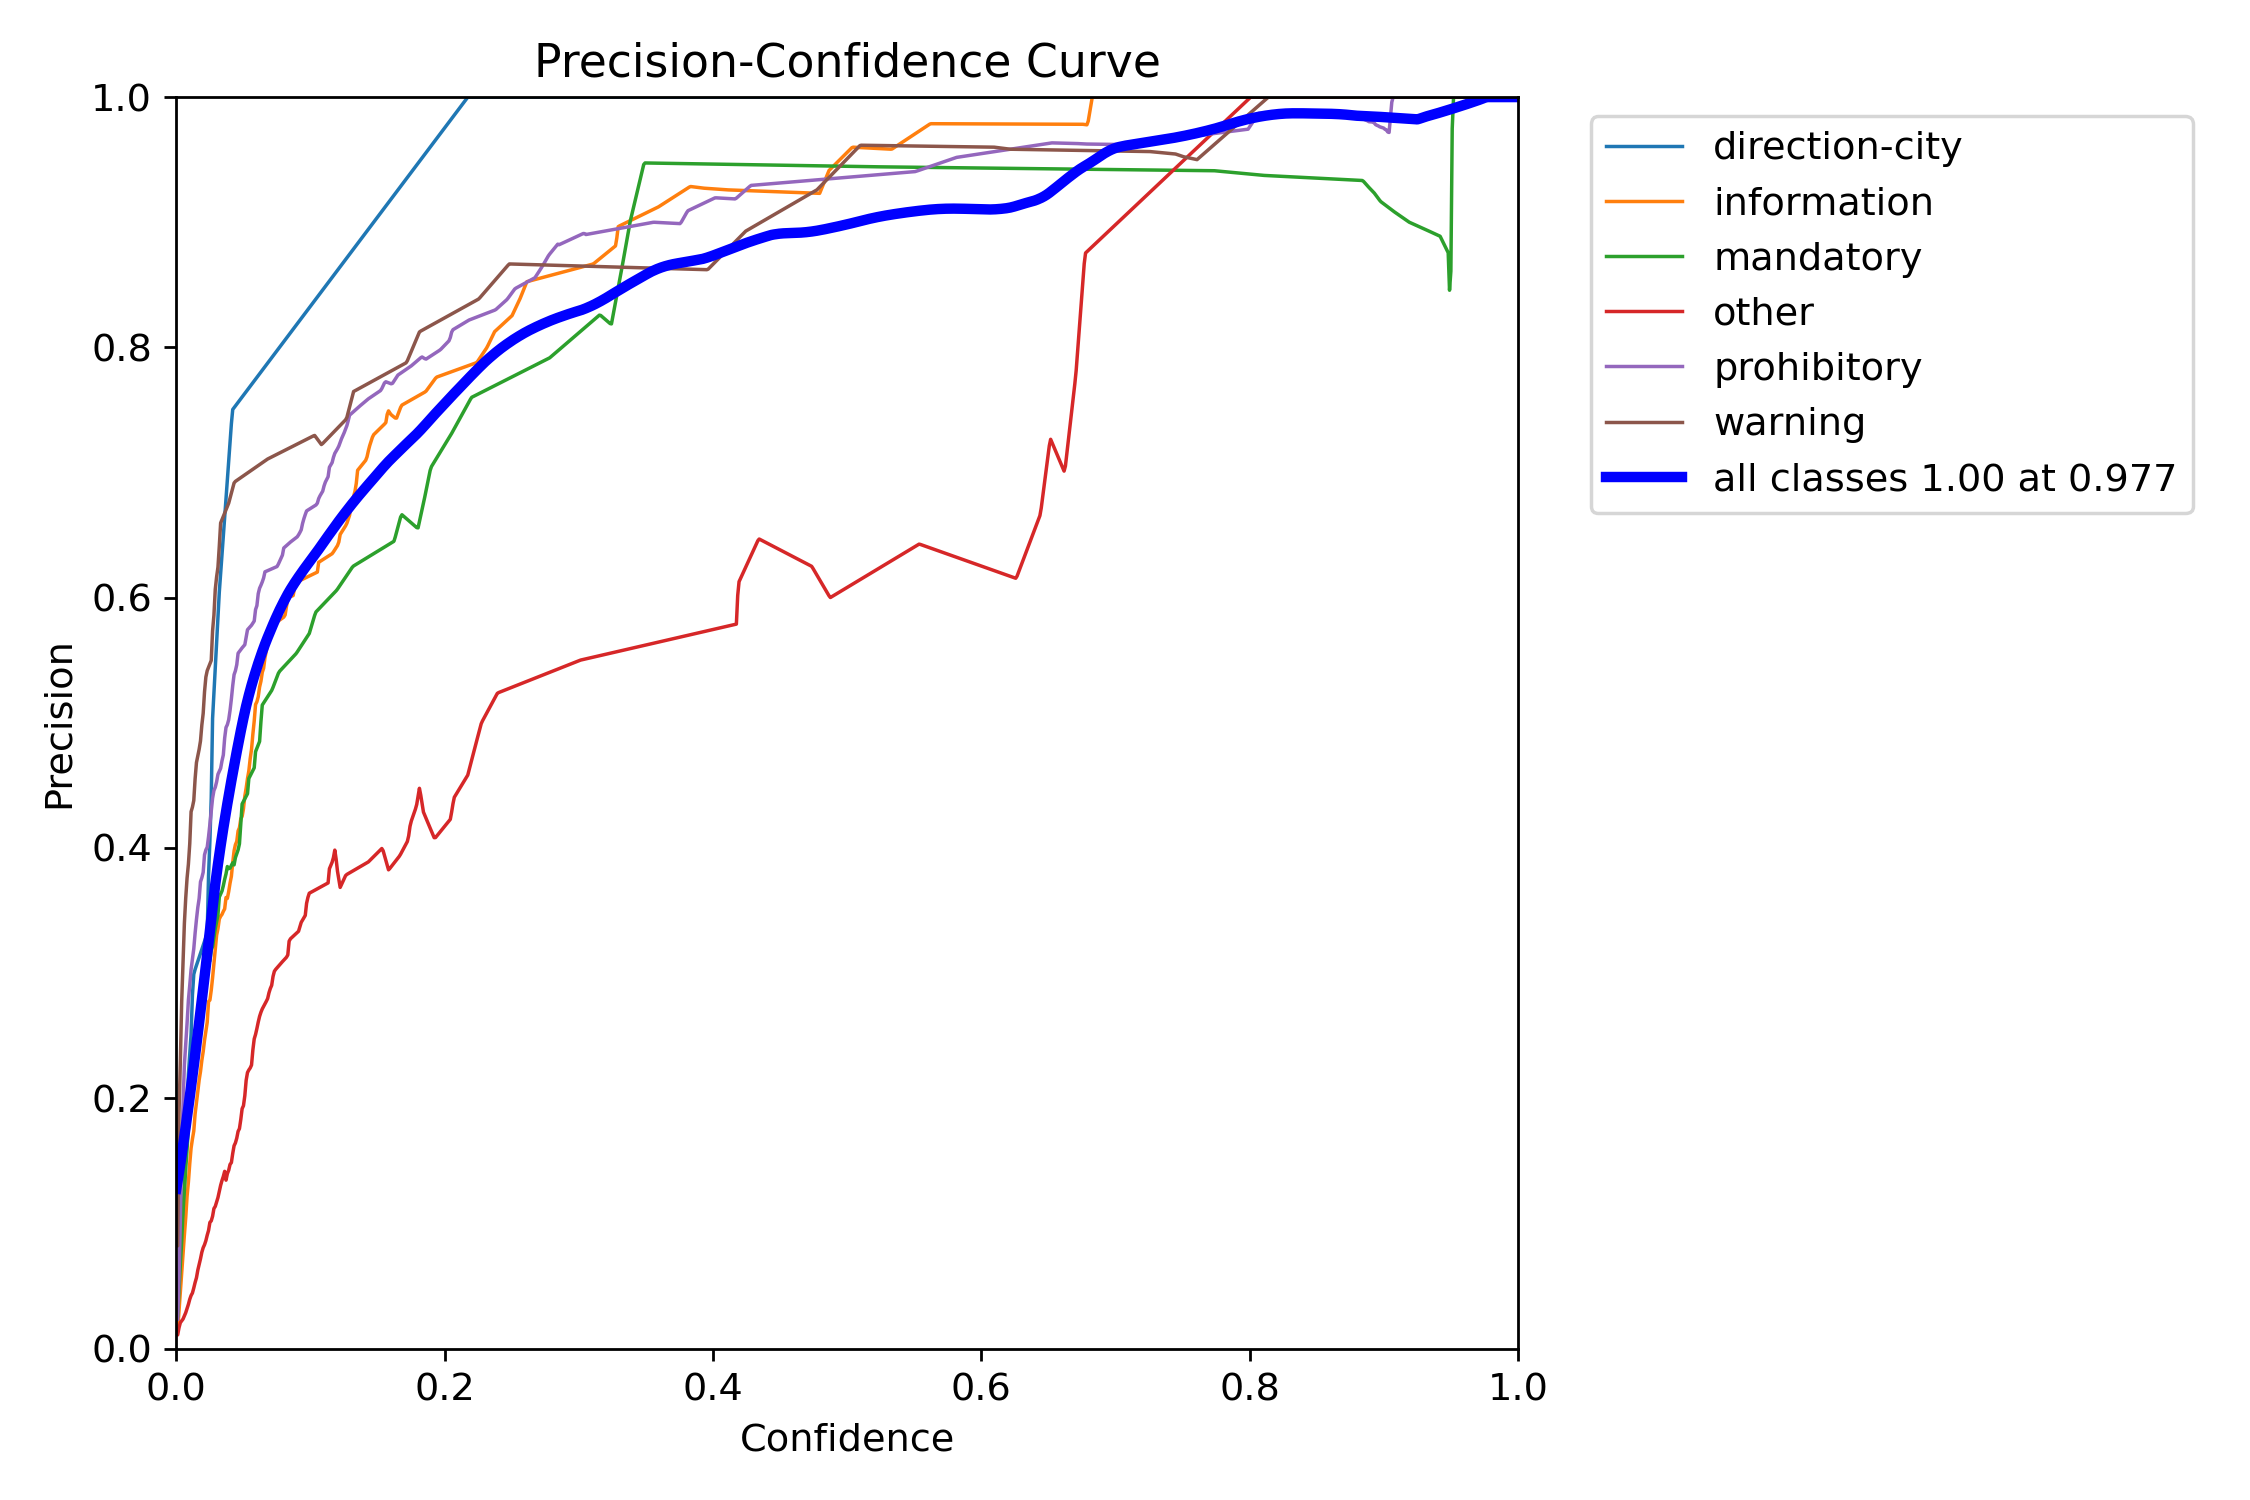 Precision-Confidence Curve
1.0
0.8
0.6
0.4
0.2
0.0
Precision
0.0 0.2 0.4 0.6 0.8 1.0
Confidence
direction-city
information
mandatory
other
prohibitory
warning
all classes 1.00 at 0.977